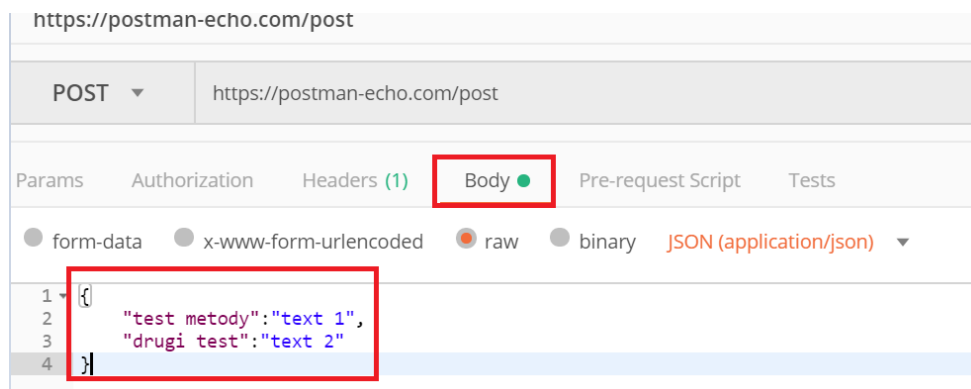 https://postman-echo.com/post
POST https://postman-echo.com/post
Params Authorization Headers (1) Body Pre-request Script Tests
form-data x-www-form-urlencoded raw binary JSON (application/json)
1 {
2 "test metody":"text 1",
3 "drugi test":"text 2"
4 }